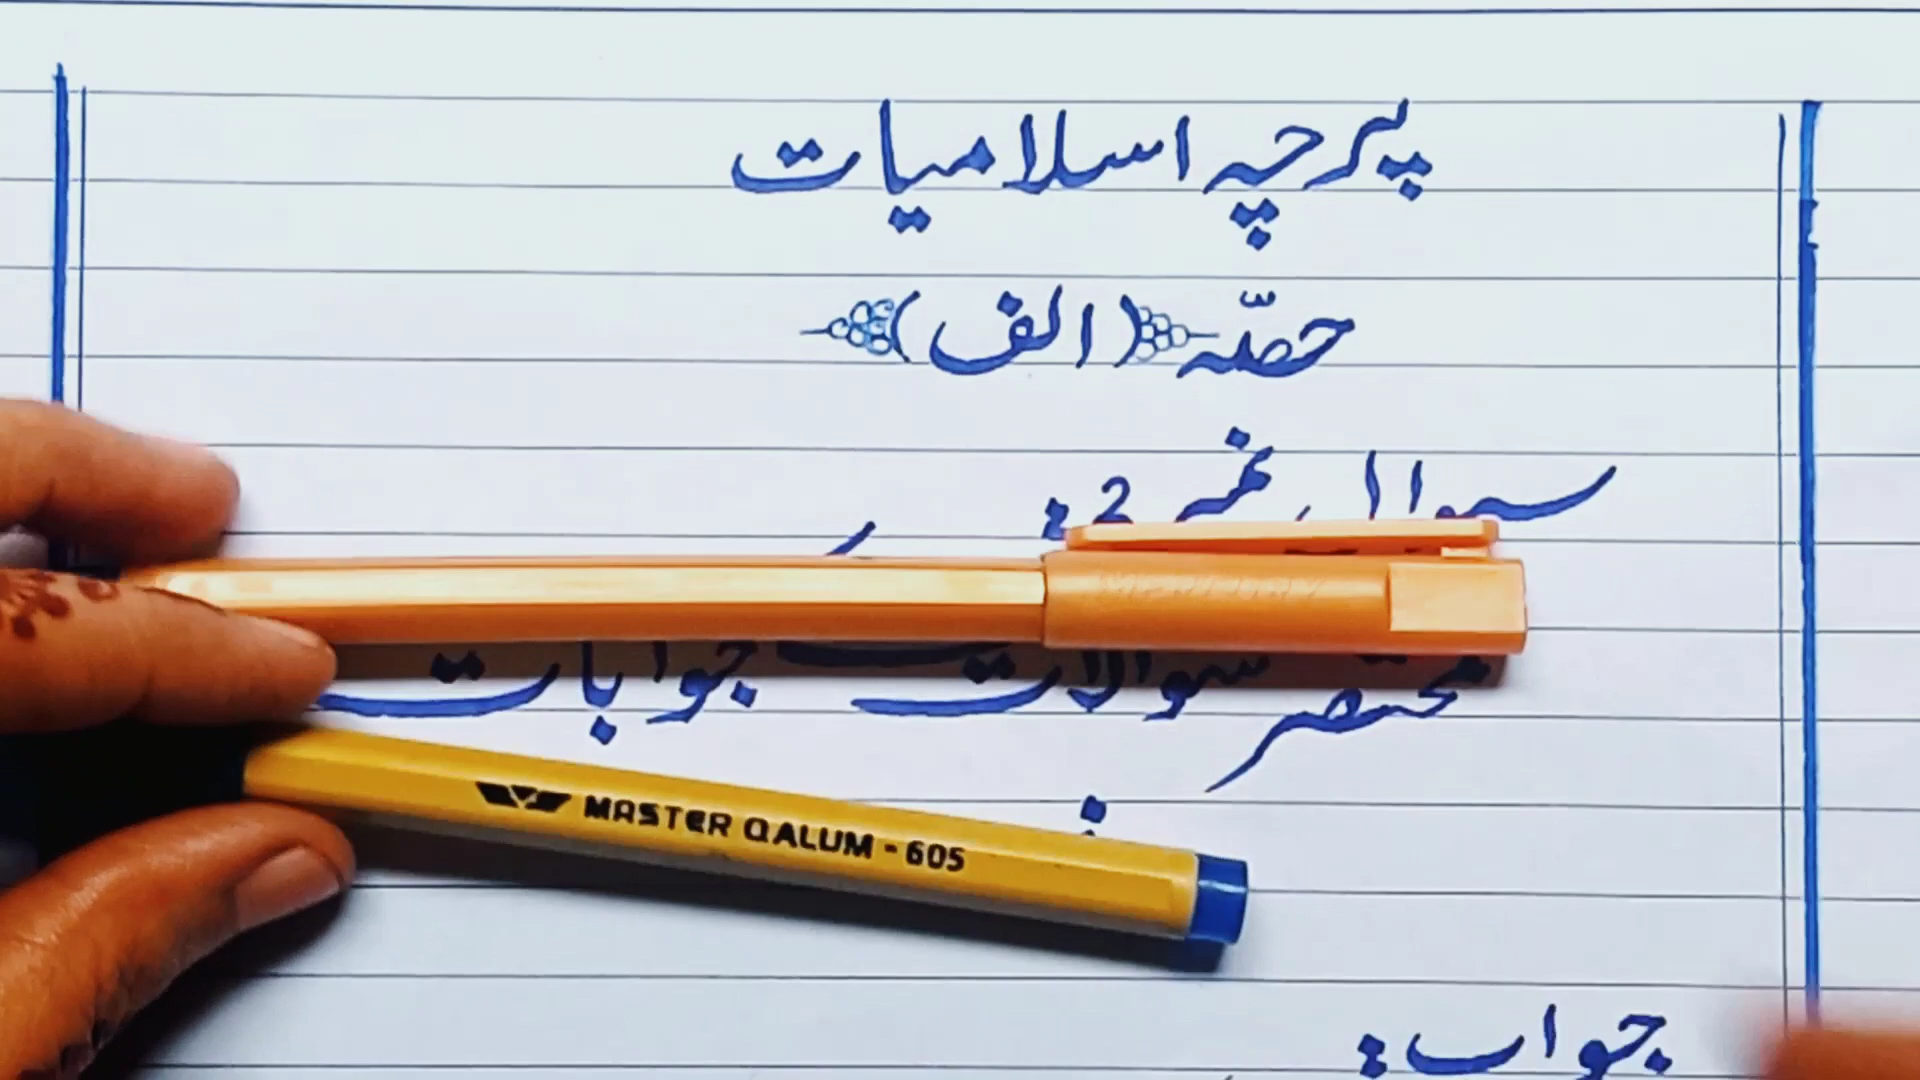 پرچہ اسلامیات
حصّہ (الف)
سوال نمبر 2:
مختصر سوالات جوابات
MASTER QALUM - 605
جواب: